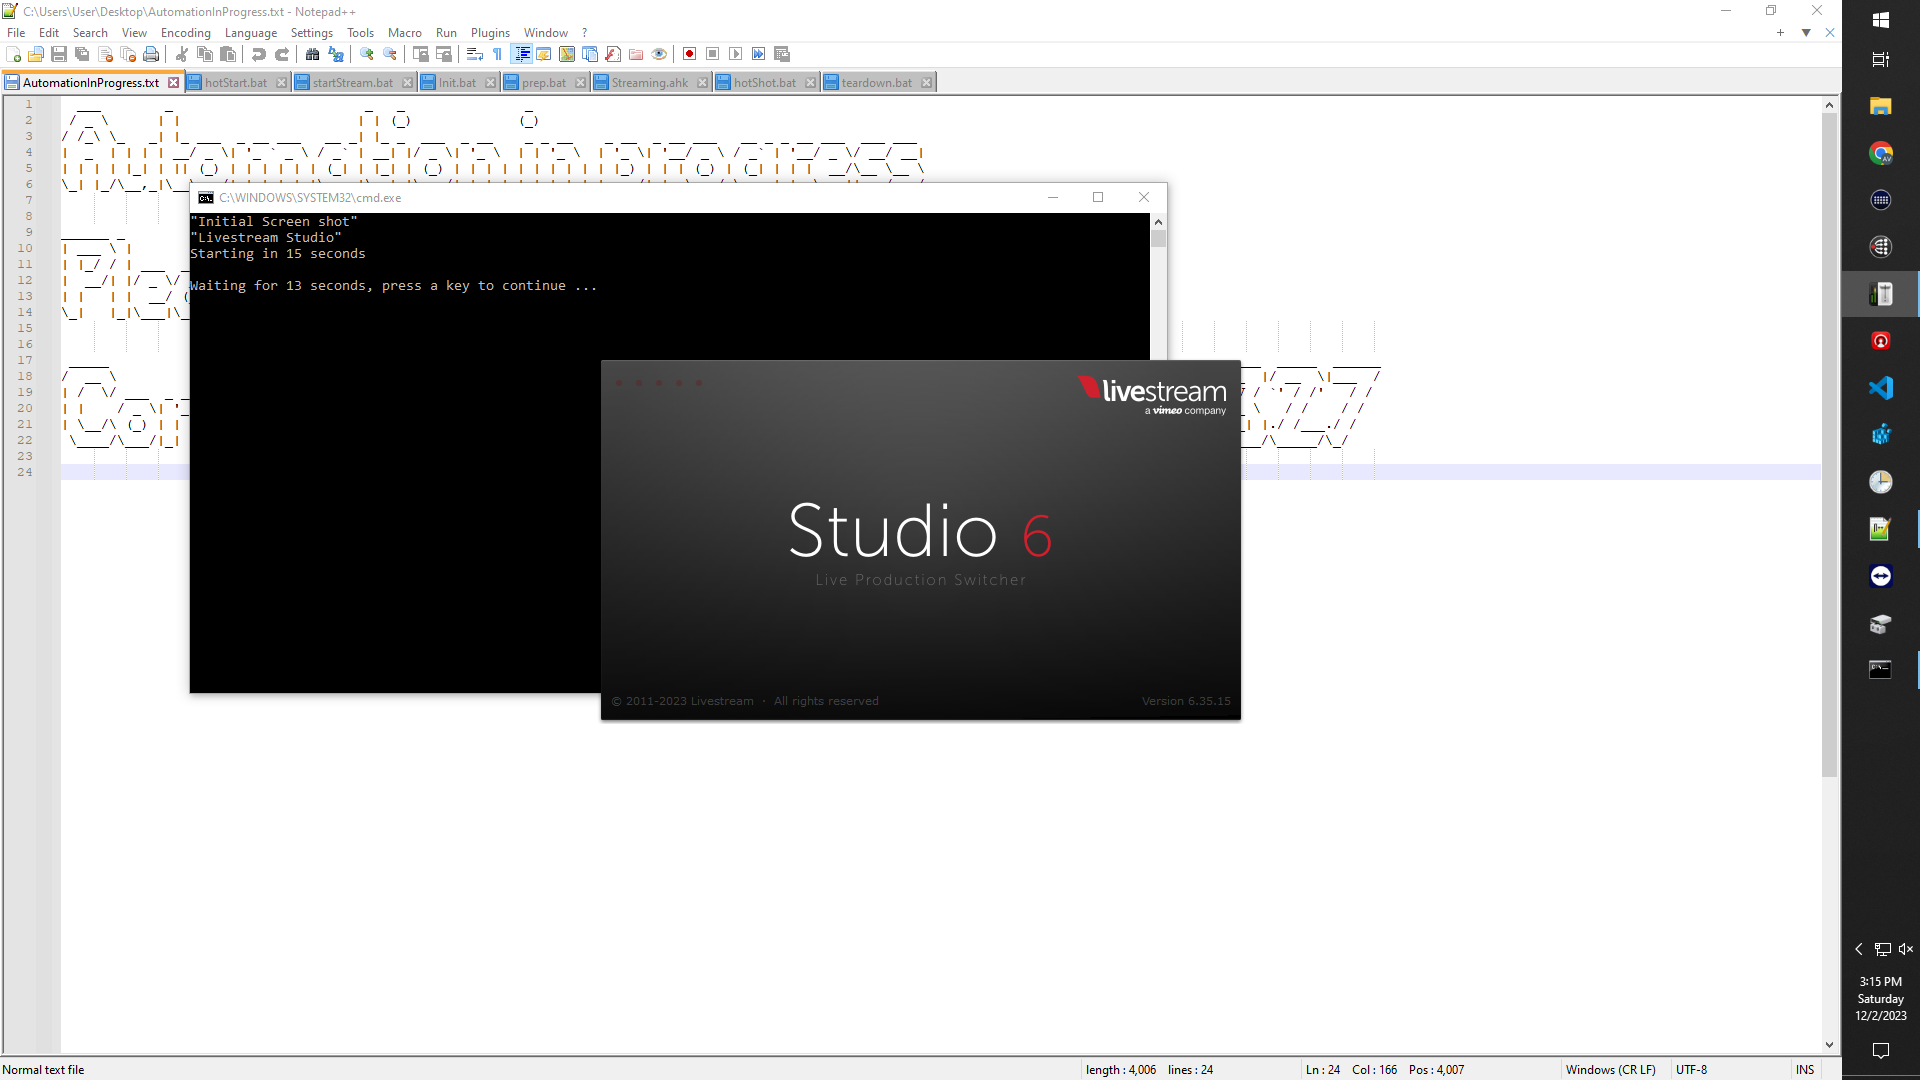 C:\Users\User\Desktop\AutomationInProgress.txt - Notepad++
File Edit Search View Encoding Language Settings Tools Macro Run Plugins Window ?
AutomationInProgress.txt hotStart.bat startStream.bat Init.bat prep.bat Streaming.ahk hotShot.bat teardown.bat
1
2
3
4
5
6
7
8
9
10
11
12
13
14
15
16
17
18
19
20
21
22
23
24
Automation in progress
C:\WINDOWS\SYSTEM32\cmd.exe
"Initial Screen shot"
"Livestream Studio"
Starting in 15 seconds
Waiting for 13 seconds, press a key to continue ...
livestream
a vimeo company
Studio 6
Live Production Switcher
© 2011-2023 Livestream · All rights reserved
Version 6.35.15
3:15 PM
Saturday
12/2/2023
Normal text file
length : 4,006 lines : 24
Ln : 24 Col : 166 Pos : 4,007
Windows (CR LF)
UTF-8
INS